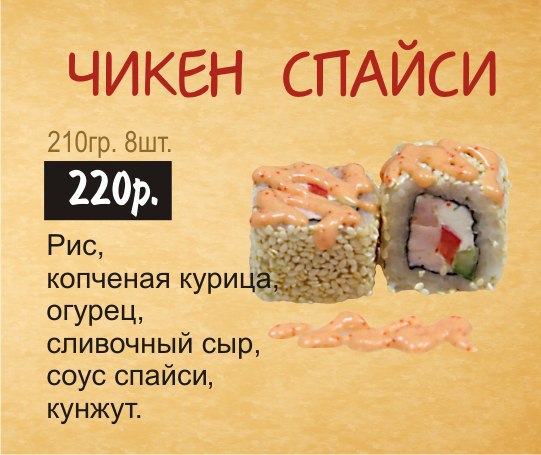 ЧИКЕН СПАЙСИ
210гр. 8шт.
220р.
Рис,
копченая курица,
огурец,
сливочный сыр,
соус спайси,
кунжут.